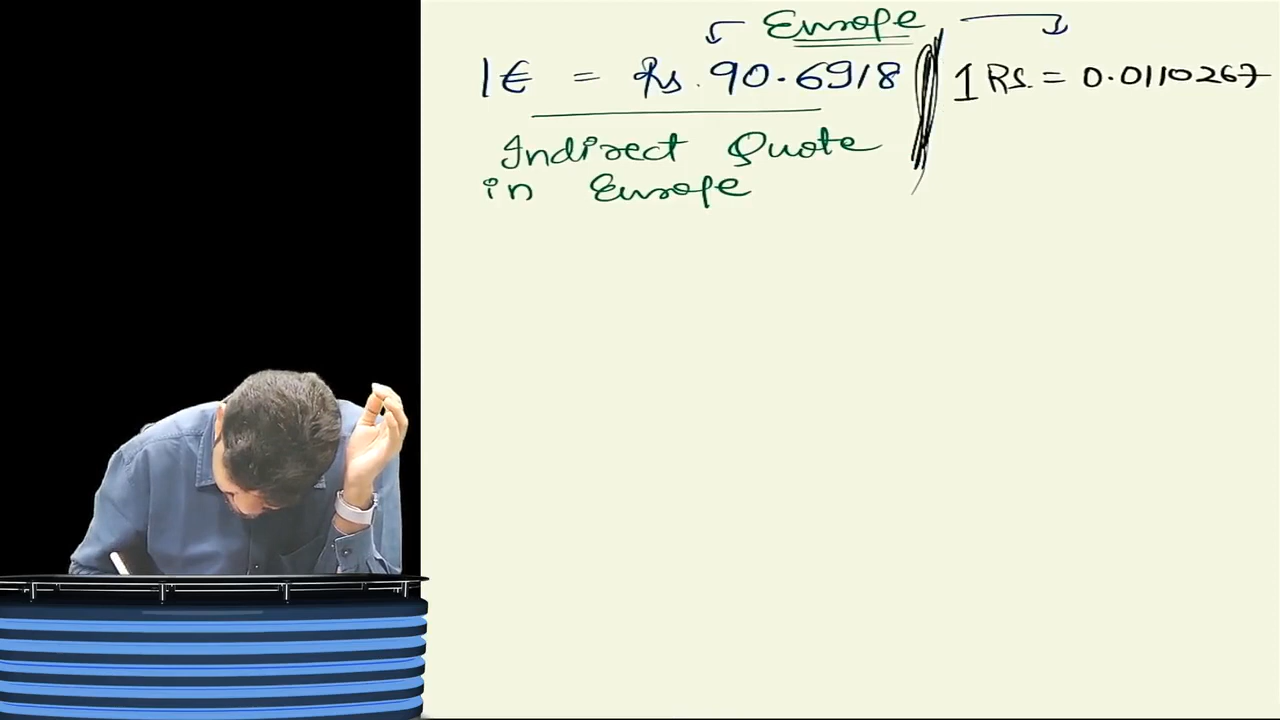 Europe
1€ = Rs. 90.6918
1 Rs. = 0.0110267
Indirect Quote
in Europe